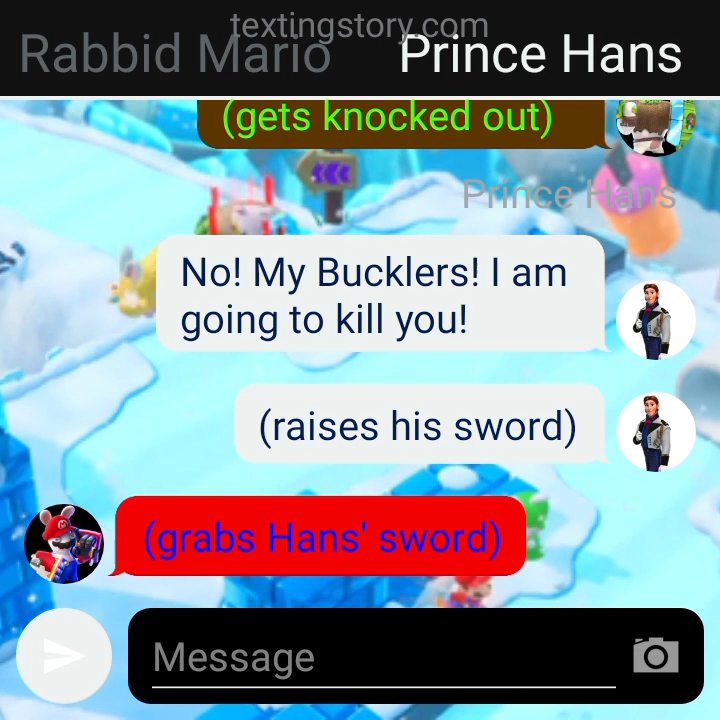 textingstory.com
Rabbid Mario
Prince Hans
(gets knocked out)
Prince Hans
No! My Bucklers! I am
going to kill you!
(raises his sword)
(grabs Hans' sword)
Message